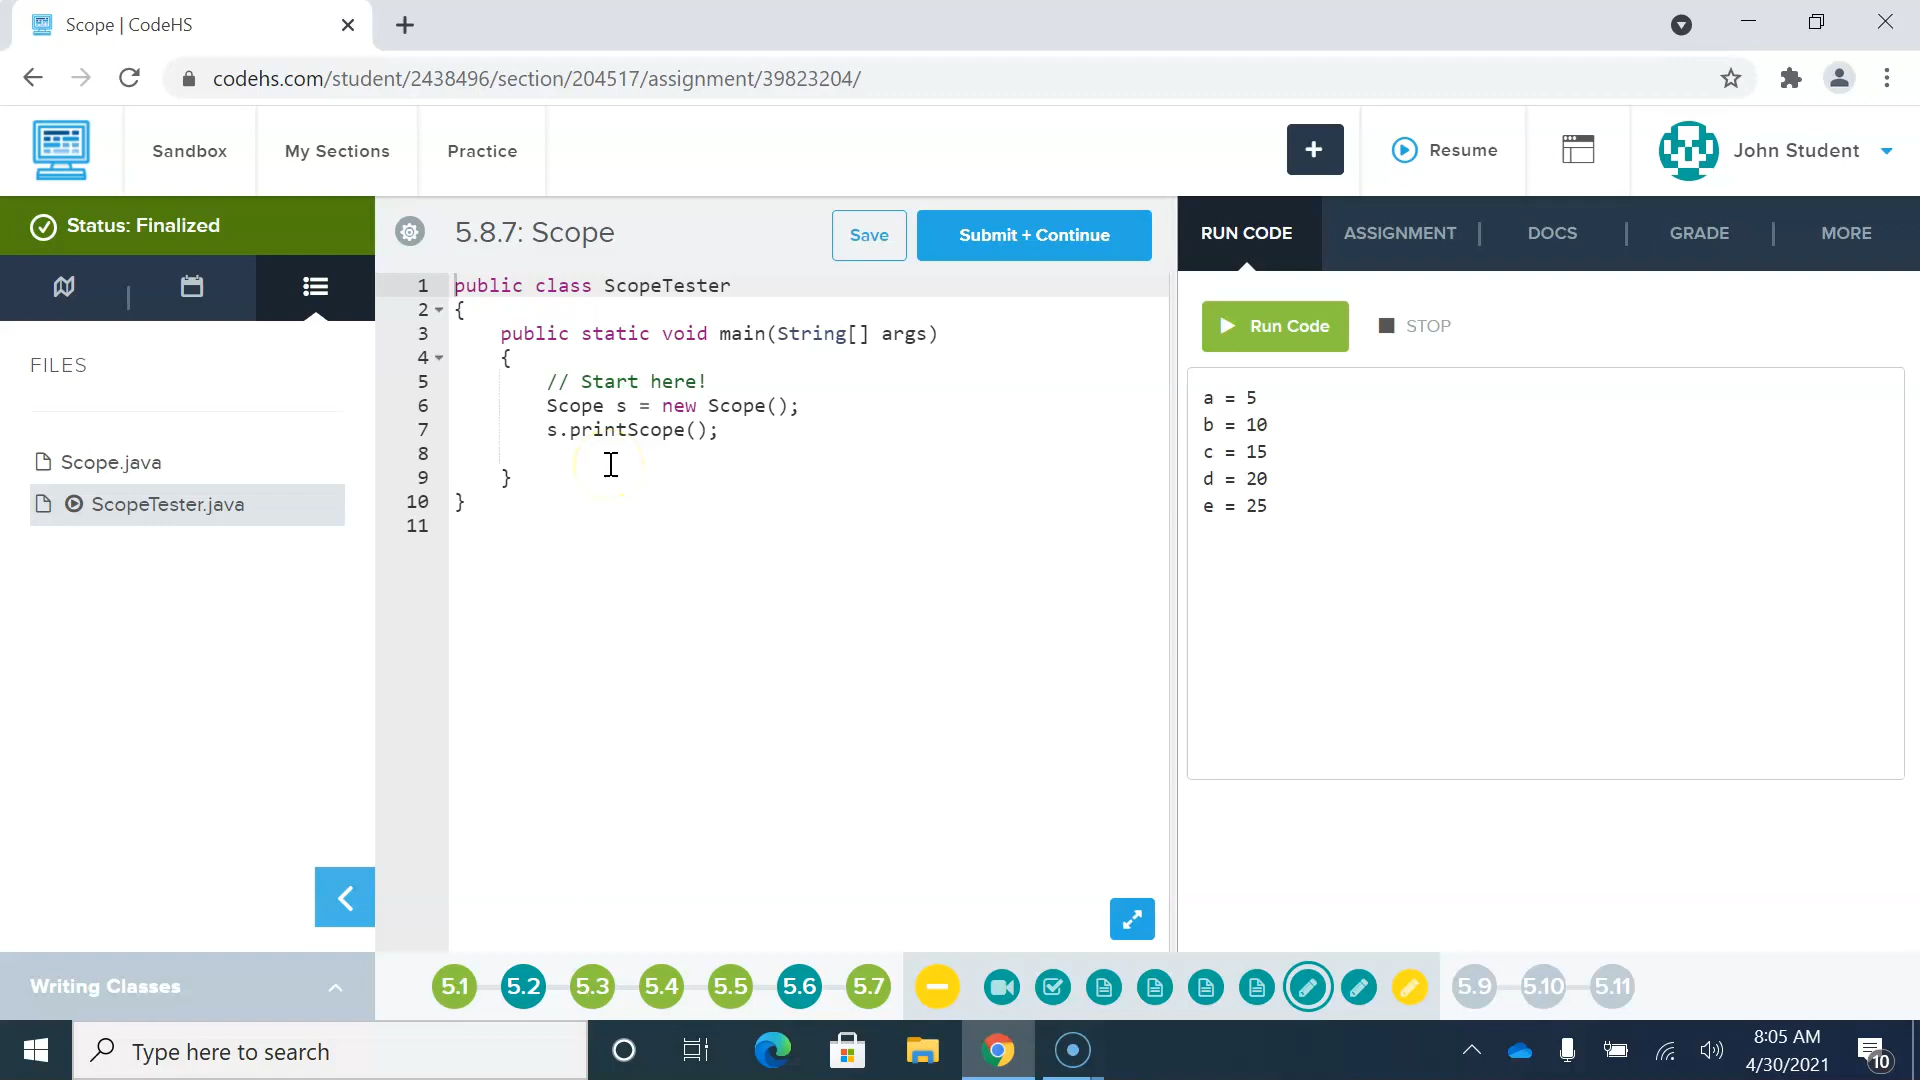 Scope | CodeHS
codehs.com/student/2438496/section/204517/assignment/39823204/
Sandbox
My Sections
Practice
+
Resume
John Student
Status: Finalized
5.8.7: Scope
Save
Submit + Continue
RUN CODE
ASSIGNMENT
DOCS
GRADE
MORE
FILES
Scope.java
ScopeTester.java
1 public class ScopeTester
2 {
3     public static void main(String[] args)
4     {
5         // Start here!
6         Scope s = new Scope();
7         s.printScope();
8
9     }
10 }
11
Run Code
STOP
a = 5
b = 10
c = 15
d = 20
e = 25
Writing Classes
5.1
5.2
5.3
5.4
5.5
5.6
5.7
5.9
5.10
5.11
Type here to search
8:05 AM
4/30/2021
10